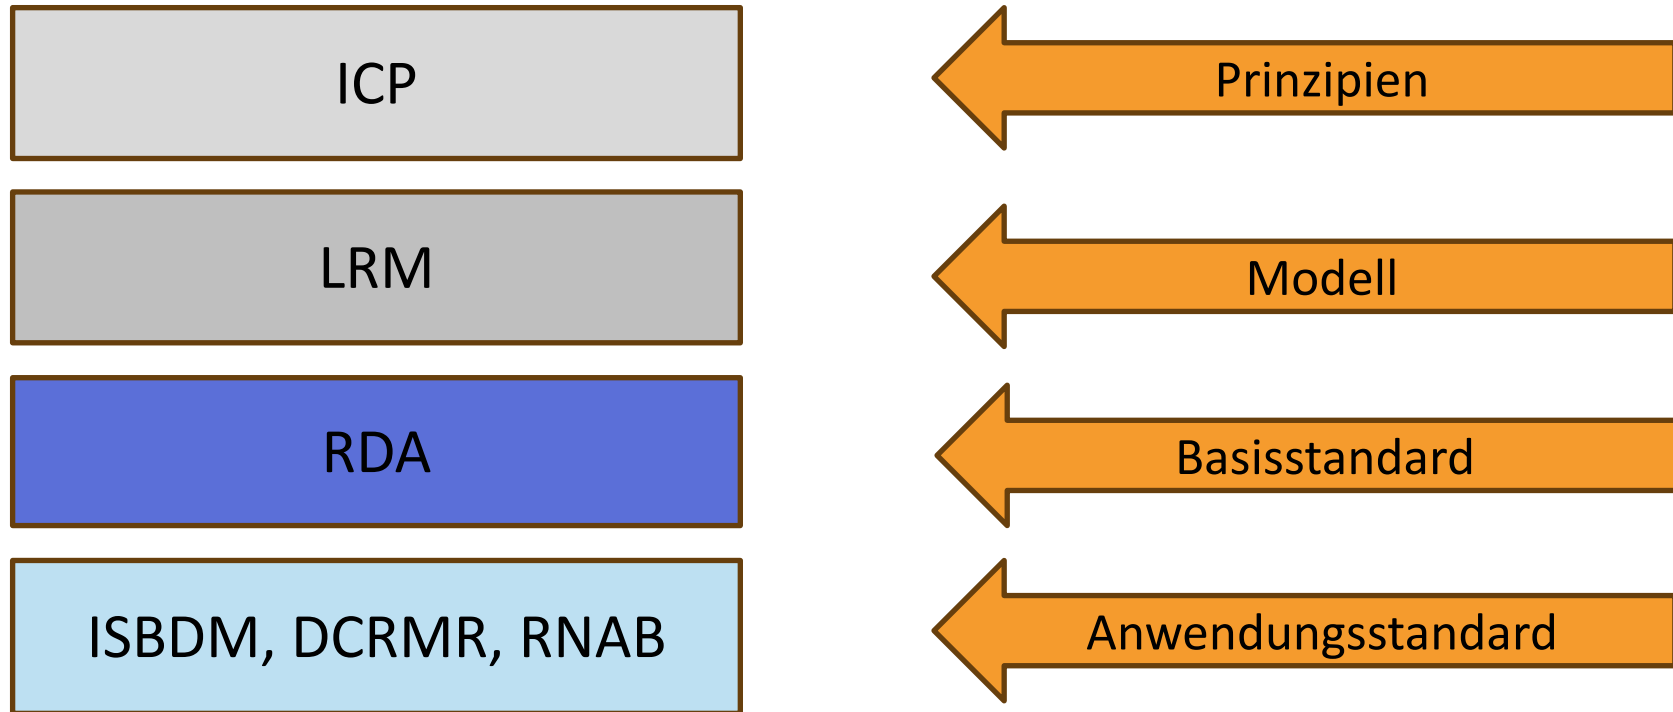 ICP
Prinzipien
LRM
Modell
RDA
Basisstandard
ISBDM, DCRMR, RNAB
Anwendungsstandard